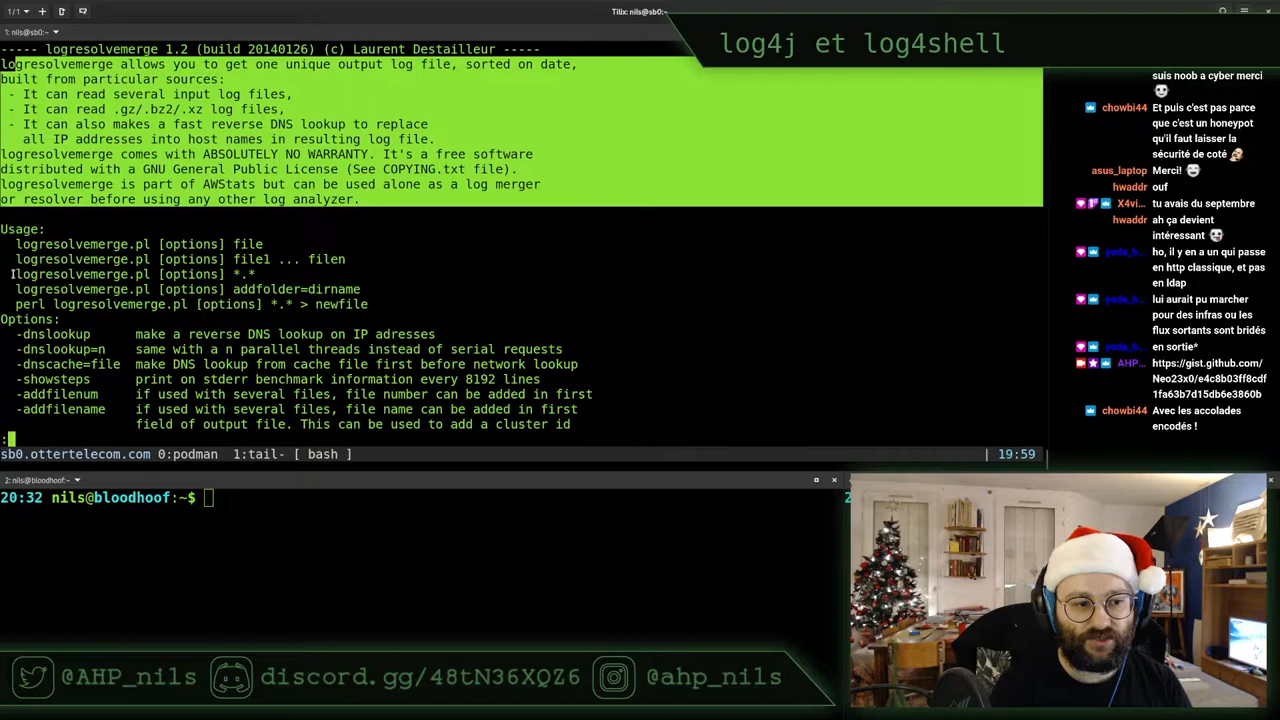 1/1
Tilix: nils@sb0:~
1: nils@sb0:~
log4j et log4shell
----- logresolvemerge 1.2 (build 20140126) (c) Laurent Destailleur -----
logresolvemerge allows you to get one unique output log file, sorted on date,
built from particular sources:
- It can read several input log files,
- It can read .gz/.bz2/.xz log files,
- It can also makes a fast reverse DNS lookup to replace
all IP addresses into host names in resulting log file.
logresolvemerge comes with ABSOLUTELY NO WARRANTY. It's a free software
distributed with a GNU General Public License (See COPYING.txt file).
logresolvemerge is part of AWStats but can be used alone as a log merger
or resolver before using any other log analyzer.
Usage:
logresolvemerge.pl [options] file
logresolvemerge.pl [options] file1 ... filen
logresolvemerge.pl [options] *.*
logresolvemerge.pl [options] addfolder=dirname
perl logresolvemerge.pl [options] *.* > newfile
Options:
-dnslookup make a reverse DNS lookup on IP adresses
-dnslookup=n same with a n parallel threads instead of serial requests
-dnscache=file make DNS lookup from cache file first before network lookup
-showsteps print on stderr benchmark information every 8192 lines
-addfilenum if used with several files, file number can be added in first
-addfilename if used with several files, file name can be added in first
field of output file. This can be used to add a cluster id
:
sb0.ottertelecom.com 0:podman 1:tail- [ bash ] | 19:59
suis noob a cyber merci
chowbi44 Et puis c'est pas parce
que c'est un honeypot
qu'il faut laisser la
sécurité de coté
asus_laptop Merci!
hwaddr ouf
X4vi... tu avais du septembre
hwaddr ah ça devient
intéressant
yoda_b... ho, il y en a un qui passe
en http classique, et pas
en ldap
yoda_b... lui aurait pu marcher
pour des infras ou les
flux sortants sont bridés
yoda_b... en sortie*
AHP_... https://gist.github.com/
Neo23x0/e4c8b03ff8cdf
1fa63b7d15db6e3860b
chowbi44 Avec les accolades
encodés !
2: nils@bloodhoof:~
20:32 nils@bloodhoof:~$
2
@AHP_nils
discord.gg/48tN36XQZ6
@ahp_nils